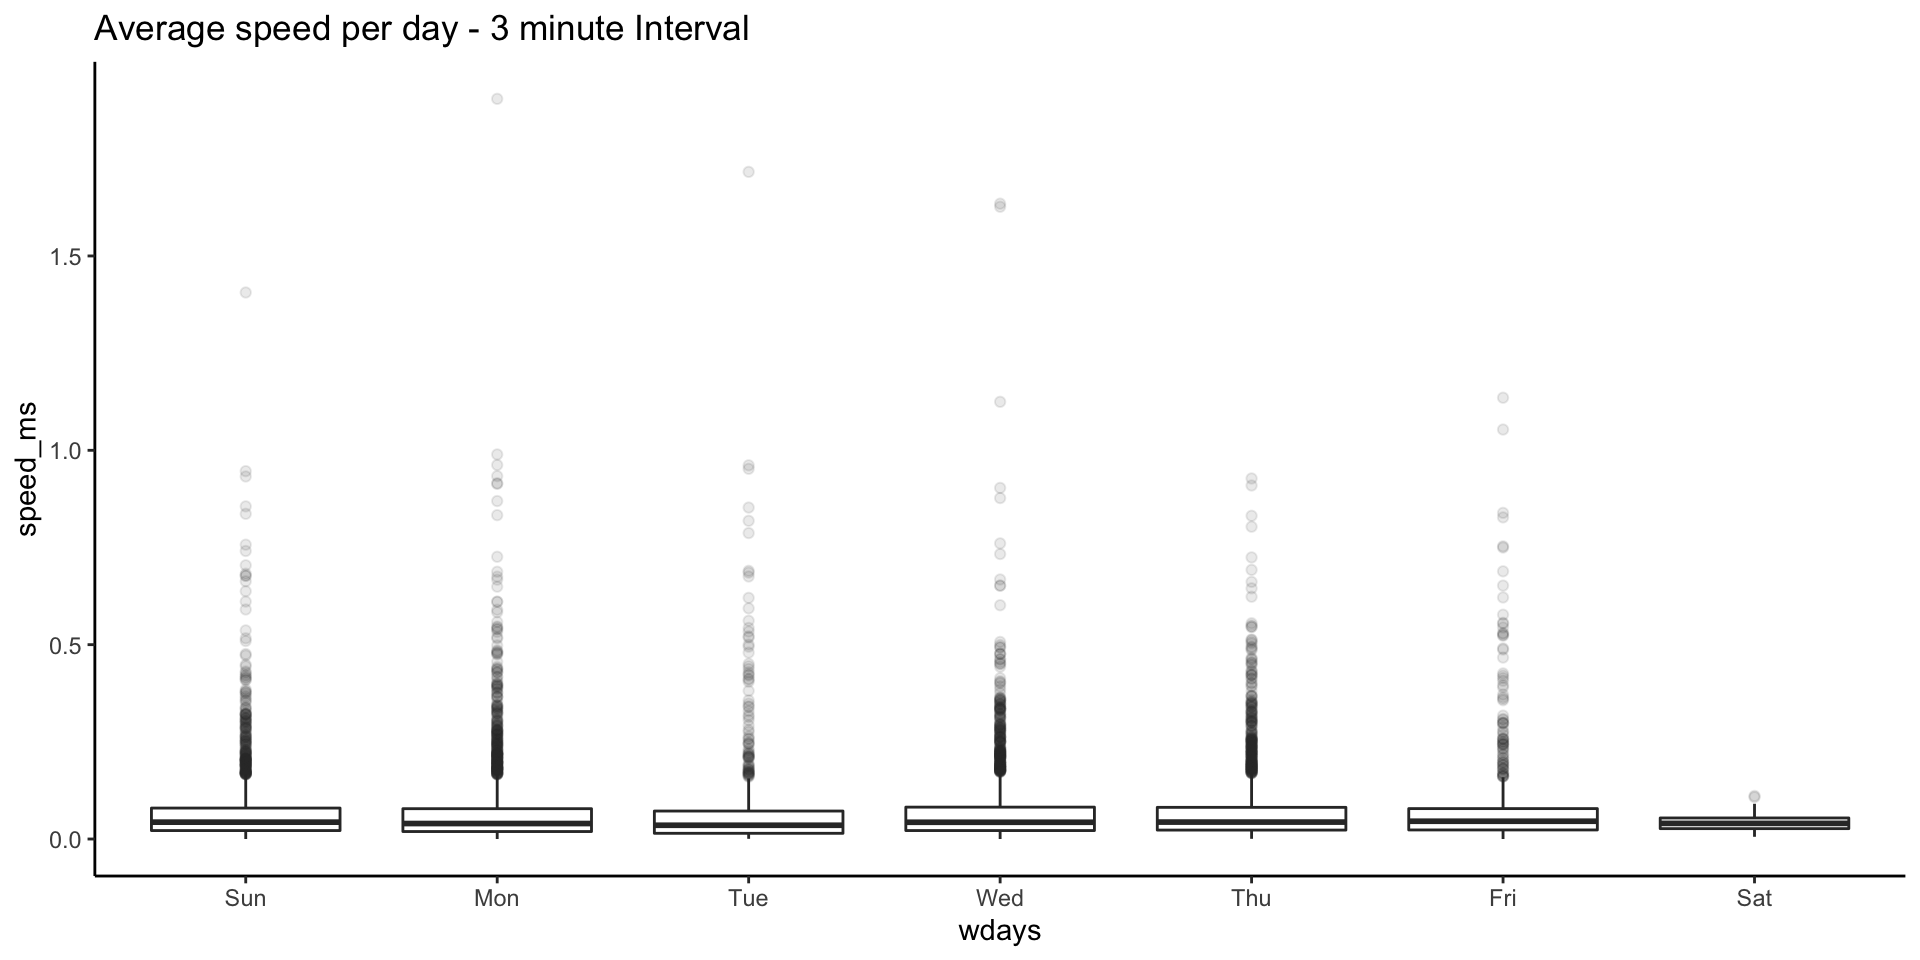 Average speed per day - 3 minute Interval
speed_ms
1.5
1.0
0.5
0.0
Sun Mon Tue Wed Thu Fri Sat
wdays